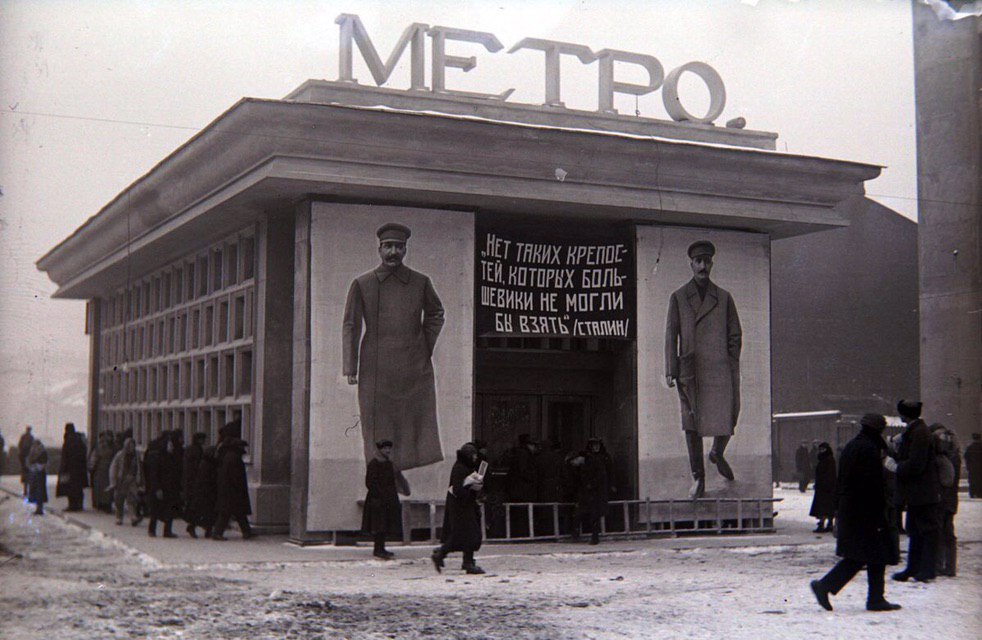 МЕТРО.
„НЕТ ТАКИХ КРЕПОС-
ТЕЙ, КОТОРЫХ БОЛЬ-
ШЕВИКИ НЕ МОГЛИ
БЫ ВЗЯТЬ“ /СТАЛИН/